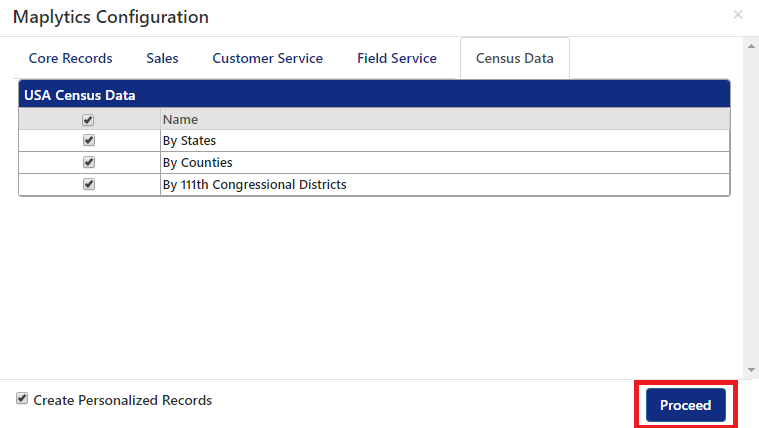 Maplytics Configuration ×
Core Records Sales Customer Service Field Service Census Data
USA Census Data
Name
By States
By Counties
By 111th Congressional Districts
Create Personalized Records Proceed